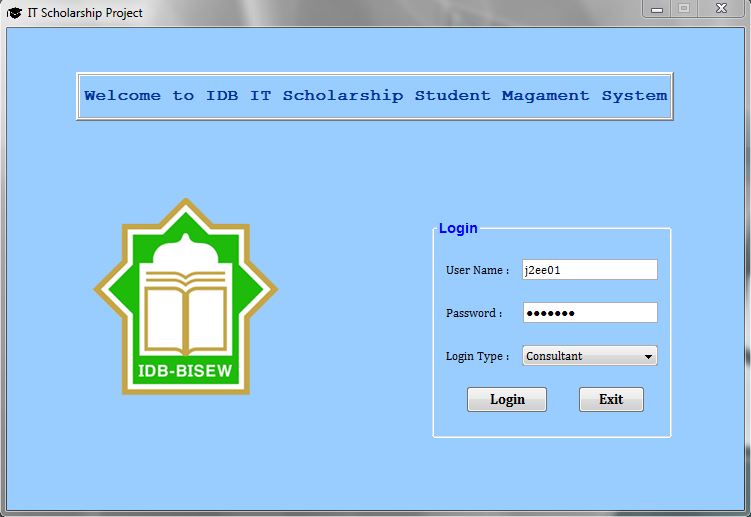 IT Scholarship Project
Welcome to IDB IT Scholarship Student Magament System
Login
User Name : j2ee01
Password : •••••••
Login Type : Consultant
Login Exit
IDB-BISEW